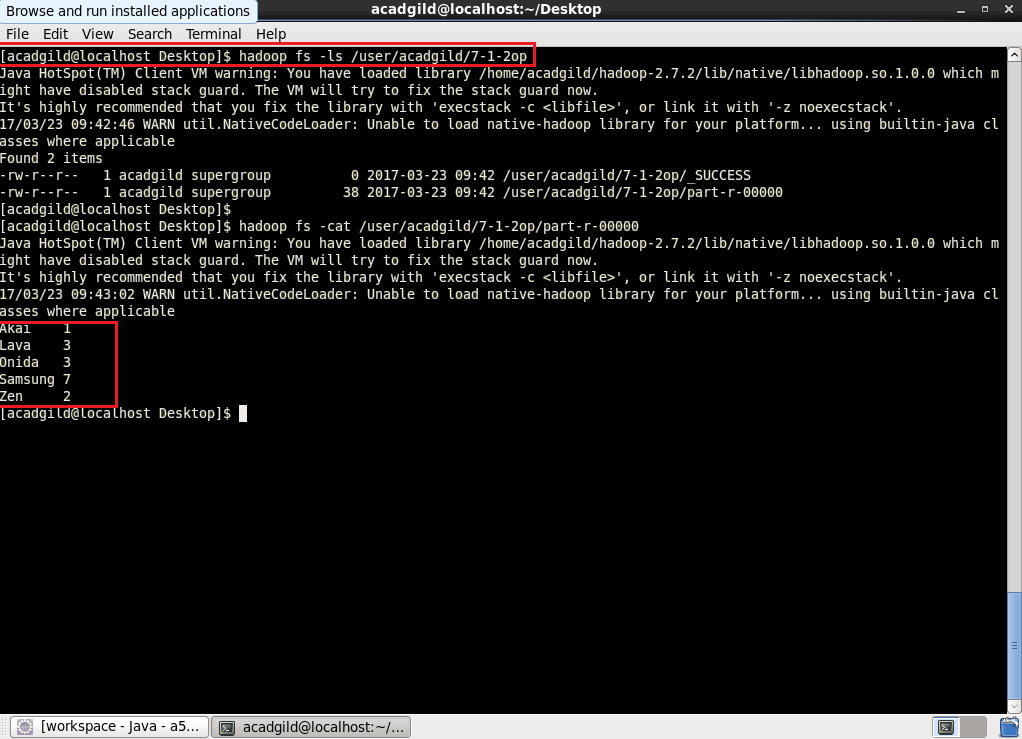 Browse and run installed applications
acadgild@localhost:~/Desktop
File Edit View Search Terminal Help
[acadgild@localhost Desktop]$ hadoop fs -ls /user/acadgild/7-1-2op
Java HotSpot(TM) Client VM warning: You have loaded library /home/acadgild/hadoop-2.7.2/lib/native/libhadoop.so.1.0.0 which m
ight have disabled stack guard. The VM will try to fix the stack guard now.
It's highly recommended that you fix the library with 'execstack -c <libfile>', or link it with '-z noexecstack'.
17/03/23 09:42:46 WARN util.NativeCodeLoader: Unable to load native-hadoop library for your platform... using builtin-java cl
asses where applicable
Found 2 items
-rw-r--r--   1 acadgild supergroup          0 2017-03-23 09:42 /user/acadgild/7-1-2op/_SUCCESS
-rw-r--r--   1 acadgild supergroup         38 2017-03-23 09:42 /user/acadgild/7-1-2op/part-r-00000
[acadgild@localhost Desktop]$
[acadgild@localhost Desktop]$ hadoop fs -cat /user/acadgild/7-1-2op/part-r-00000
Java HotSpot(TM) Client VM warning: You have loaded library /home/acadgild/hadoop-2.7.2/lib/native/libhadoop.so.1.0.0 which m
ight have disabled stack guard. The VM will try to fix the stack guard now.
It's highly recommended that you fix the library with 'execstack -c <libfile>', or link it with '-z noexecstack'.
17/03/23 09:43:02 WARN util.NativeCodeLoader: Unable to load native-hadoop library for your platform... using builtin-java cl
asses where applicable
Akai    1
Lava    3
Onida   3
Samsung 7
Zen     2
[acadgild@localhost Desktop]$
[workspace - Java - a5...
acadgild@localhost:~/...